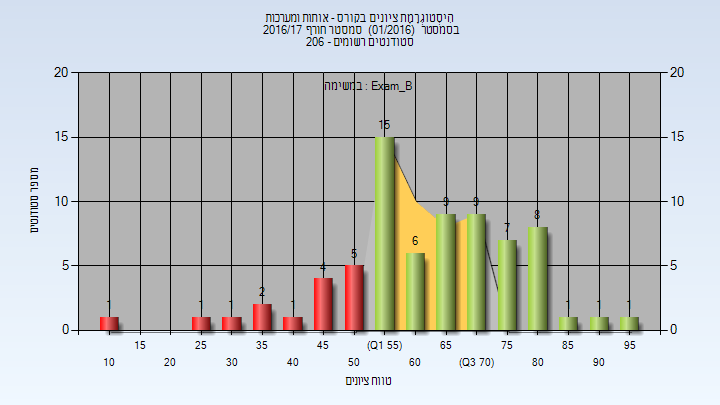 היסטוגרמת ציונים בקורס - אותות ומערכות
בסמסטר (01/2016) סמסטר חורף 2016/17
סטודנטים רשומים - 206
במשימה : Exam_B
מספר סטודנטים
20 20
15 15
10 10
5 5
0 0
1 1 1 2 1 4 5 15 6 9 9 7 8 1 1
15 25 35 45 (Q1 55) 65 75 85 95
10 20 30 40 50 60 (Q3 70) 80 90
טווח ציונים